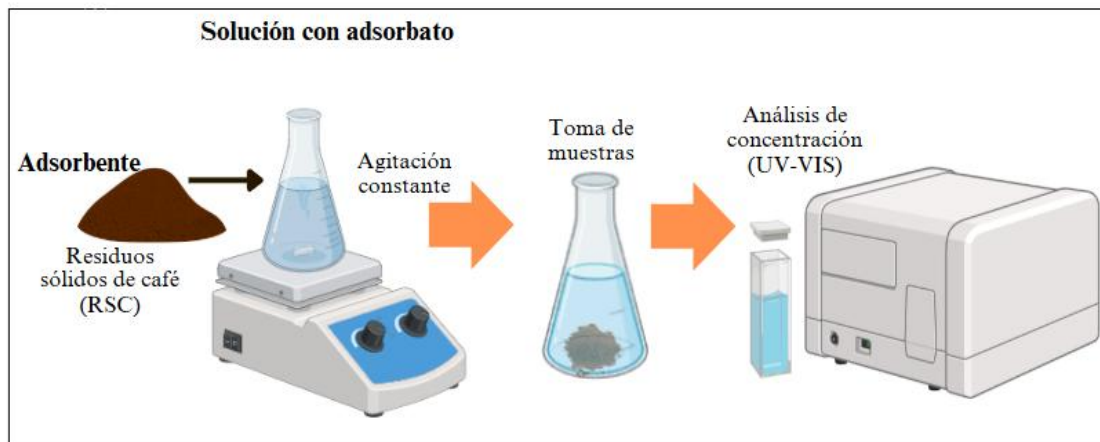 Solución con adsorbato
Adsorbente
Residuos
sólidos de café
(RSC)
Agitación
constante
Toma de
muestras
Análisis de
concentración
(UV-VIS)